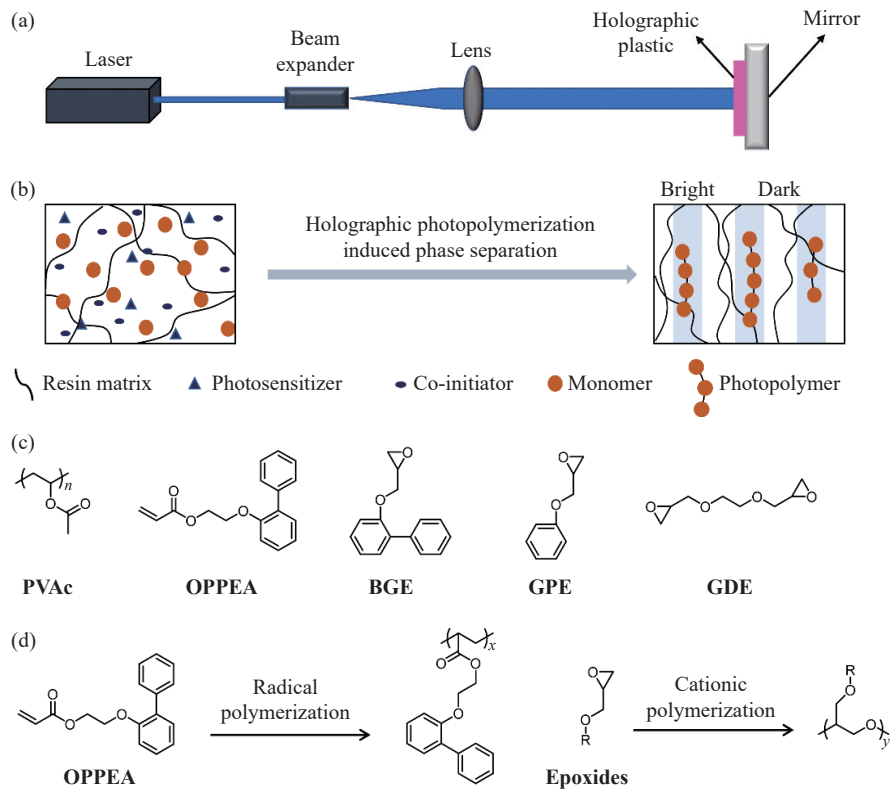 (a)
Laser
Beam
expander
Lens
Holographic
plastic
Mirror
(b)
Holographic photopolymerization
induced phase separation
Bright Dark
Resin matrix Photosensitizer Co-initiator Monomer Photopolymer
(c)
n
O
O
PVAc
O
O
O
OPPEA
O
O
BGE
O
O
GPE
O
O
O
O
GDE
(d)
O
O
O
OPPEA
Radical
polymerization
x
O
O
O
O
O
R
Epoxides
Cationic
polymerization
R
O
O
y